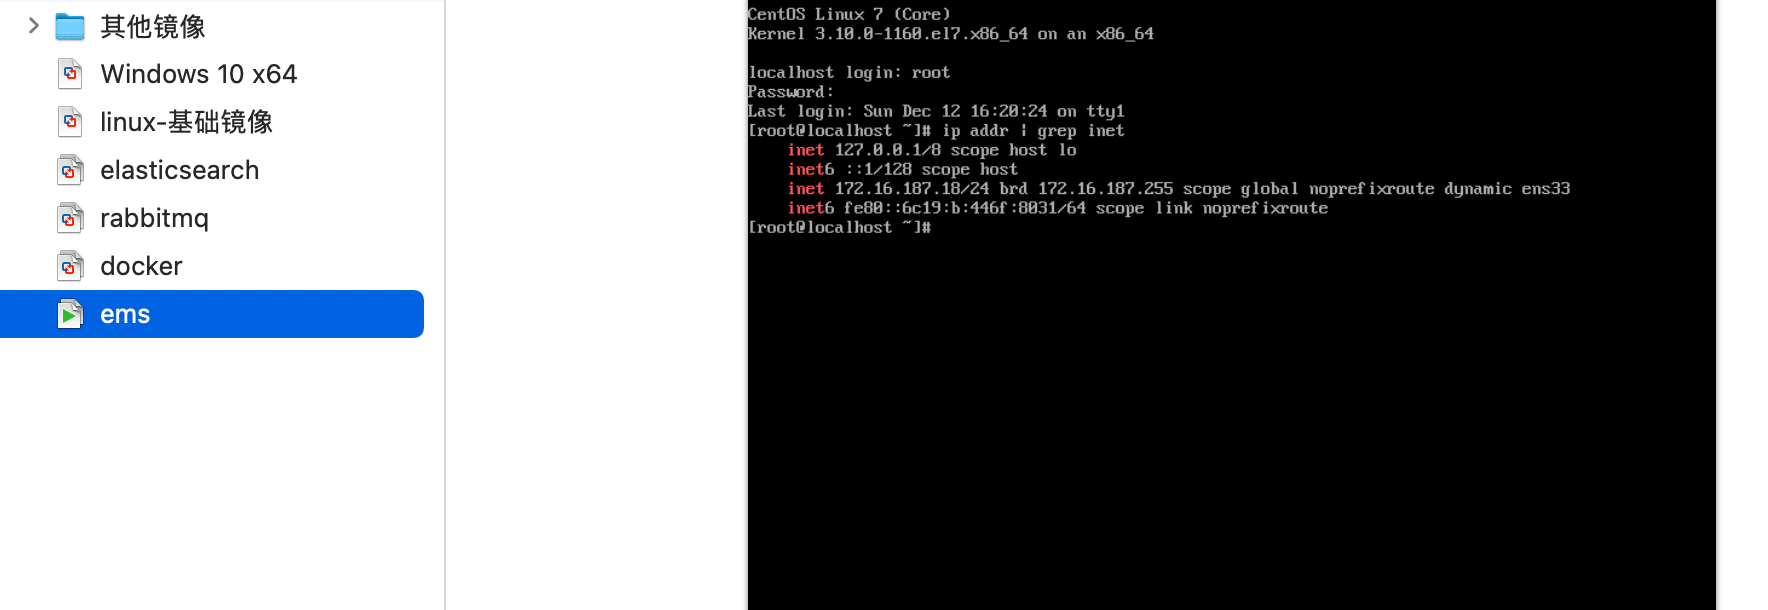 其他镜像
Windows 10 x64
linux-基础镜像
elasticsearch
rabbitmq
docker
ems
CentOS Linux 7 (Core)
Kernel 3.10.0-1160.el7.x86_64 on an x86_64
localhost login: root
Password:
Last login: Sun Dec 12 16:20:24 on tty1
[root@localhost ~]# ip addr | grep inet
inet 127.0.0.1/8 scope host lo
inet6 ::1/128 scope host
inet 172.16.187.18/24 brd 172.16.187.255 scope global noprefixroute dynamic ens33
inet6 fe80::6c19:b:446f:8031/64 scope link noprefixroute
[root@localhost ~]#